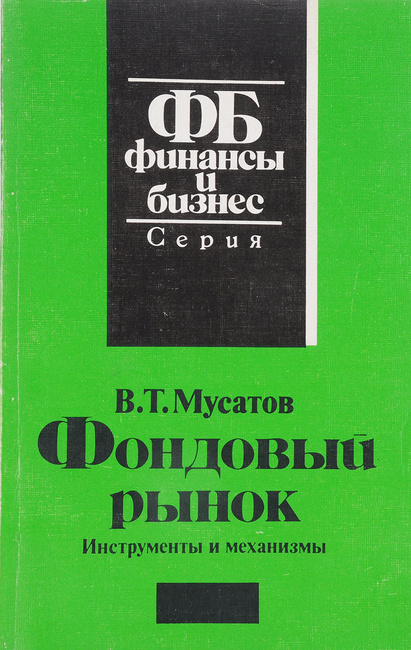 ФБ
финансы
и
бизнес
Серия
В.Т.Мусатов
Фондовый
рынок
Инструменты и механизмы